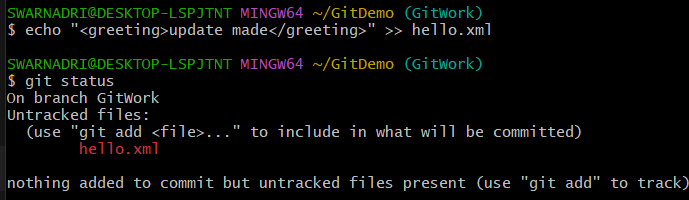 SWARNADRI@DESKTOP-LSPJTNT MINGW64 ~/GitDemo (GitWork)
$ echo "<greeting>update made</greeting>" >> hello.xml
SWARNADRI@DESKTOP-LSPJTNT MINGW64 ~/GitDemo (GitWork)
$ git status
On branch GitWork
Untracked files:
  (use "git add <file>..." to include in what will be committed)
        hello.xml
nothing added to commit but untracked files present (use "git add" to track)